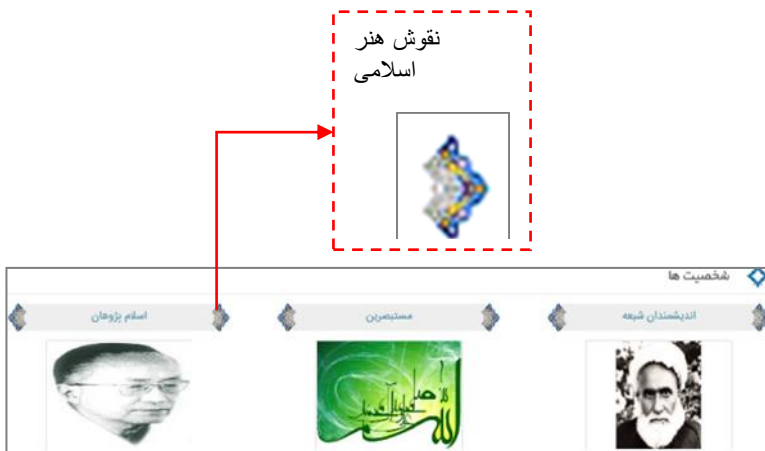 نقوش هنر
اسلامی
شخصیت ها
اندیشمندان شیعه
مستبصرین
اسلام پژوهان